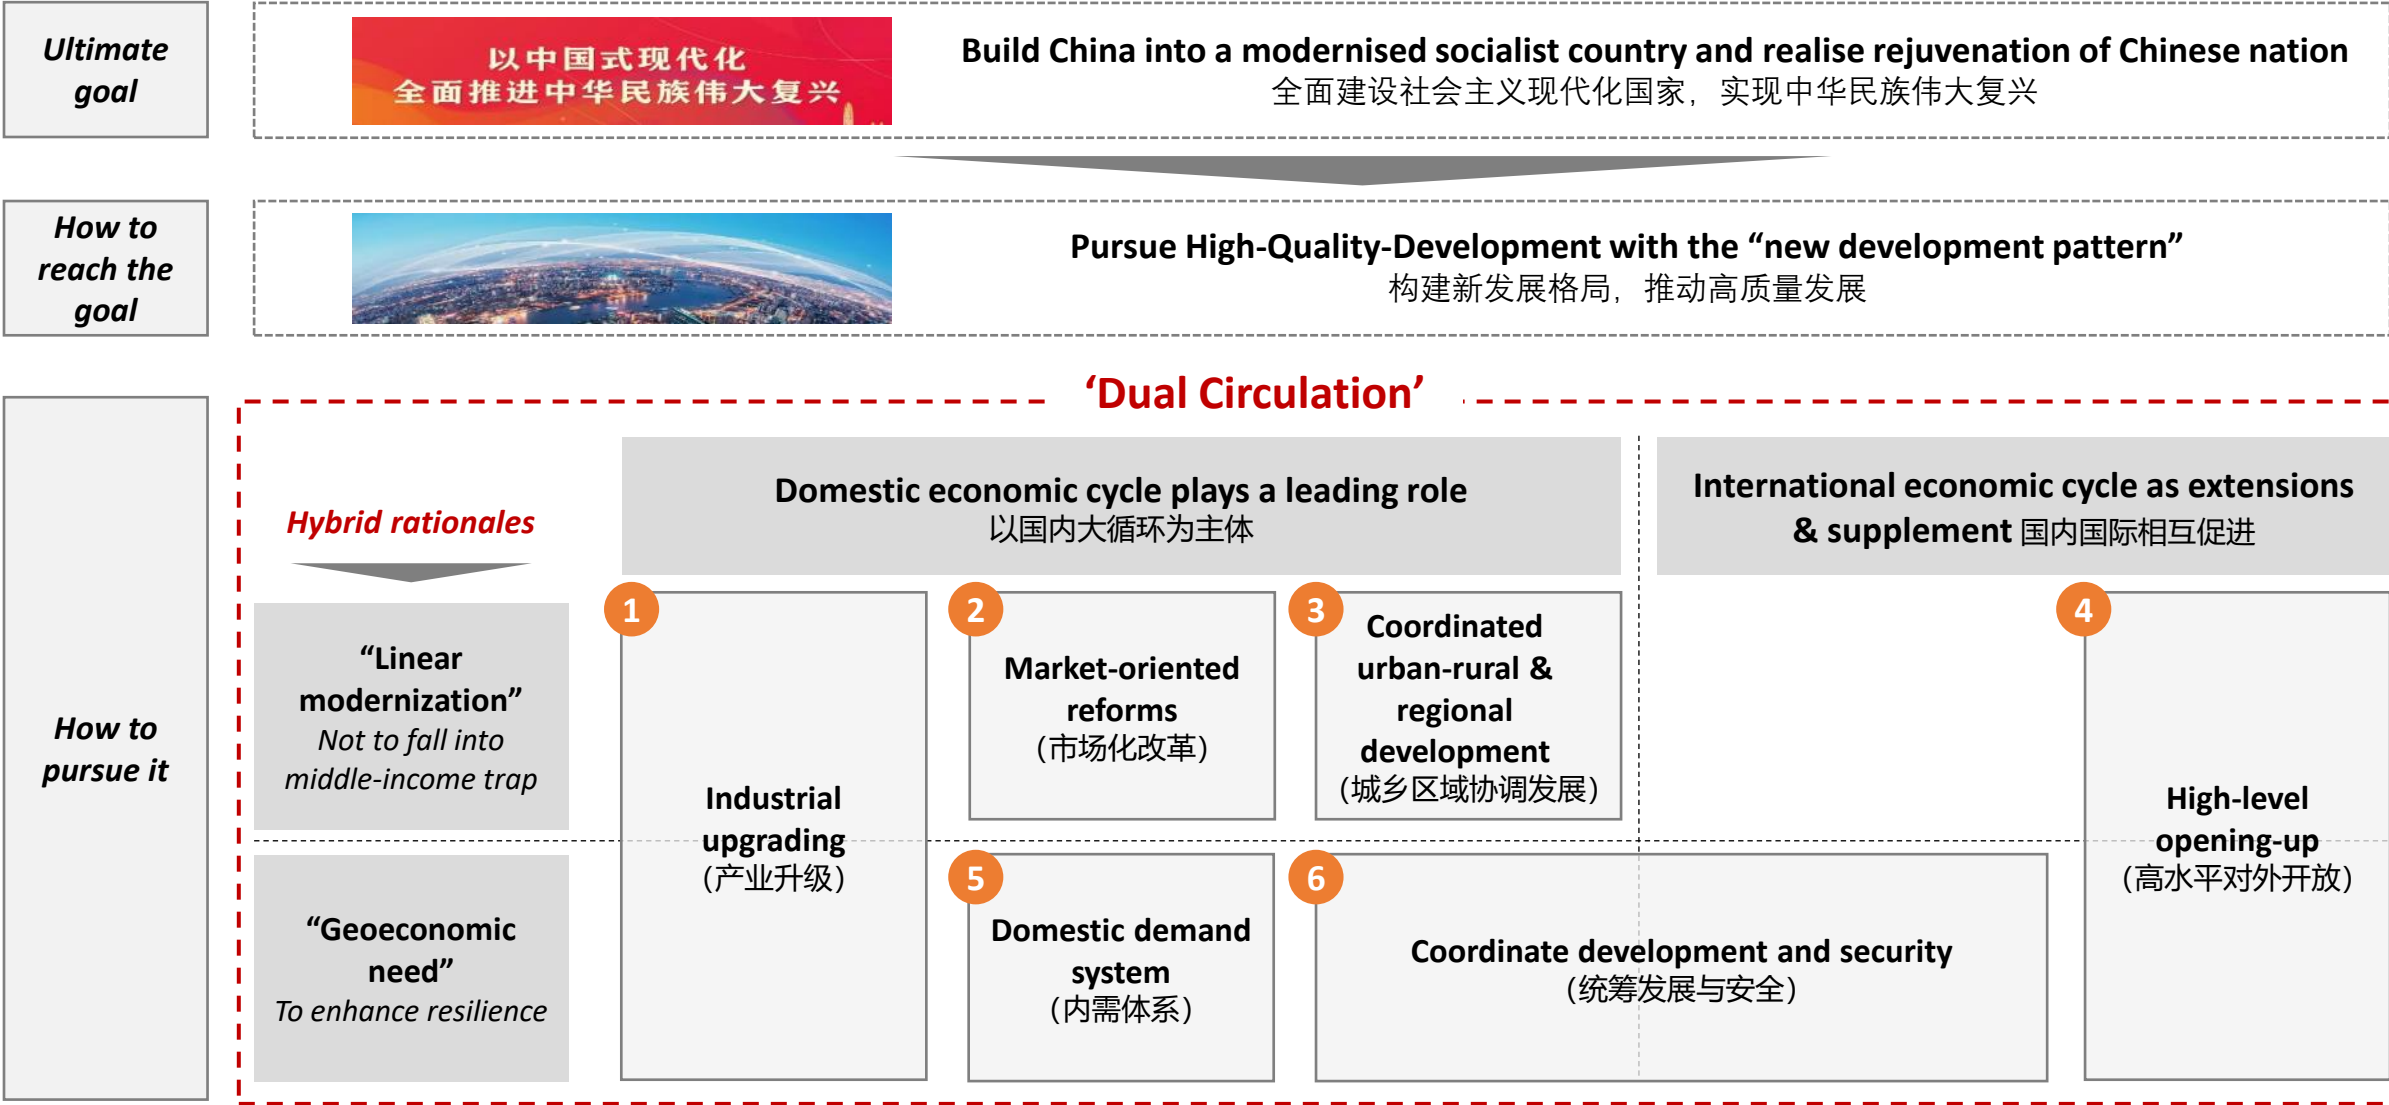 Ultimate
goal
以中国式现代化
全面推进中华民族伟大复兴
Build China into a modernised socialist country and realise rejuvenation of Chinese nation
全面建设社会主义现代化国家，实现中华民族伟大复兴
How to
reach the
goal
Pursue High-Quality-Development with the “new development pattern”
构建新发展格局，推动高质量发展
‘Dual Circulation’
How to
pursue it
Hybrid rationales
Domestic economic cycle plays a leading role
以国内大循环为主体
International economic cycle as extensions
& supplement 国内国际相互促进
“Linear
modernization”
Not to fall into
middle-income trap
“Geoeconomic
need”
To enhance resilience
1
Industrial
upgrading
（产业升级）
2
Market-oriented
reforms
（市场化改革）
3
Coordinated
urban-rural &
regional
development
（城乡区域协调发展）
4
High-level
opening-up
（高水平对外开放）
5
Domestic demand
system
（内需体系）
6
Coordinate development and security
（统筹发展与安全）